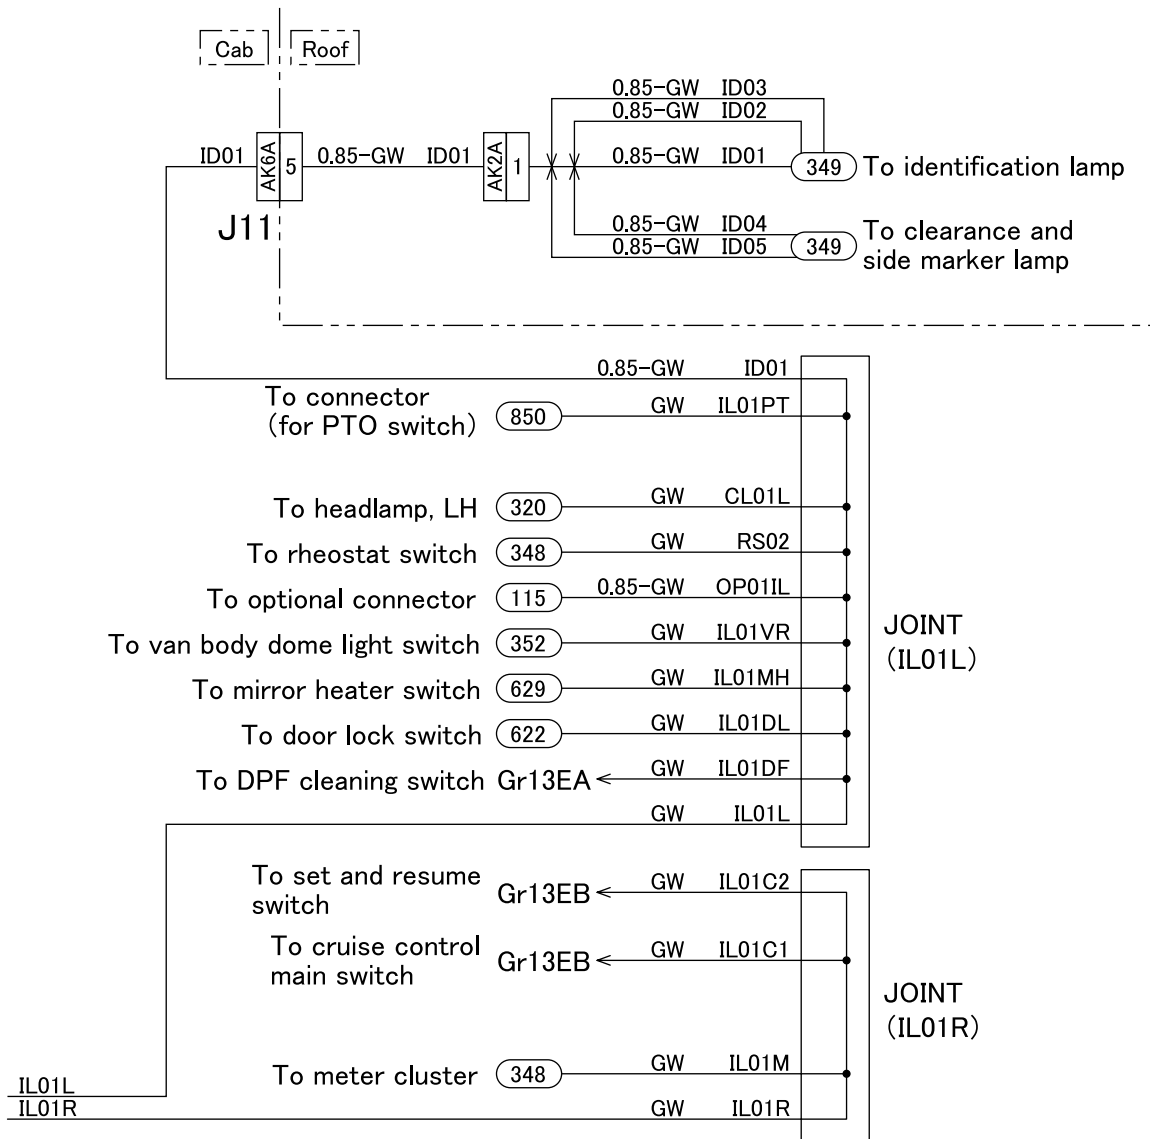 Cab
Roof
0.85-GW ID03
0.85-GW ID02
ID01 AK6A 5 0.85-GW ID01 AK2A 1 0.85-GW ID01 349 To identification lamp
J11
0.85-GW ID04
0.85-GW ID05 349 To clearance and
side marker lamp
0.85-GW ID01
To connector
(for PTO switch) 850 GW IL01PT
To headlamp, LH 320 GW CL01L
To rheostat switch 348 GW RS02
To optional connector 115 0.85-GW OP01IL
To van body dome light switch 352 GW IL01VR
To mirror heater switch 629 GW IL01MH
To door lock switch 622 GW IL01DL
To DPF cleaning switch Gr13EA GW IL01DF
GW IL01L
JOINT
(IL01L)
To set and resume
switch Gr13EB GW IL01C2
To cruise control
main switch Gr13EB GW IL01C1
JOINT
(IL01R)
To meter cluster 348 GW IL01M
IL01L
IL01R GW IL01R